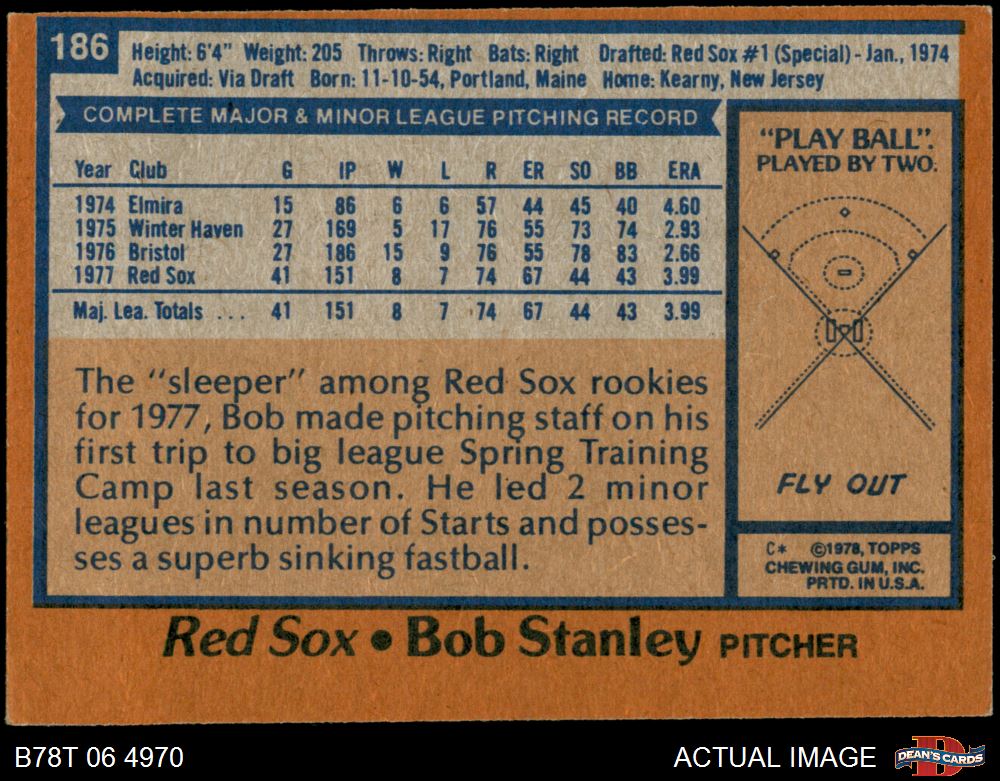 186
Height: 6'4" Weight: 205 Throws: Right Bats: Right Drafted: Red Sox #1 (Special) - Jan., 1974
Acquired: Via Draft Born: 11-10-54, Portland, Maine Home: Kearny, New Jersey
COMPLETE MAJOR & MINOR LEAGUE PITCHING RECORD
Year Club G IP W L R ER SO BB ERA
1974 Elmira 15 86 6 6 57 44 45 40 4.60
1975 Winter Haven 27 169 5 17 76 55 73 74 2.93
1976 Bristol 27 186 15 9 76 55 78 83 2.66
1977 Red Sox 41 151 8 7 74 67 44 43 3.99
Maj. Lea. Totals ... 41 151 8 7 74 67 44 43 3.99
The "sleeper" among Red Sox rookies
for 1977, Bob made pitching staff on his
first trip to big league Spring Training
Camp last season. He led 2 minor
leagues in number of Starts and posses-
ses a superb sinking fastball.
"PLAY BALL".
PLAYED BY TWO.
FLY OUT
C* ©1978, TOPPS
CHEWING GUM, INC.
PRTD. IN U.S.A.
Red Sox • Bob Stanley PITCHER
B78T 06 4970
ACTUAL IMAGE
D
DEAN'S CARDS